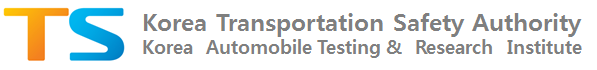 TS Korea Transportation Safety Authority
Korea Automobile Testing & Research Institute